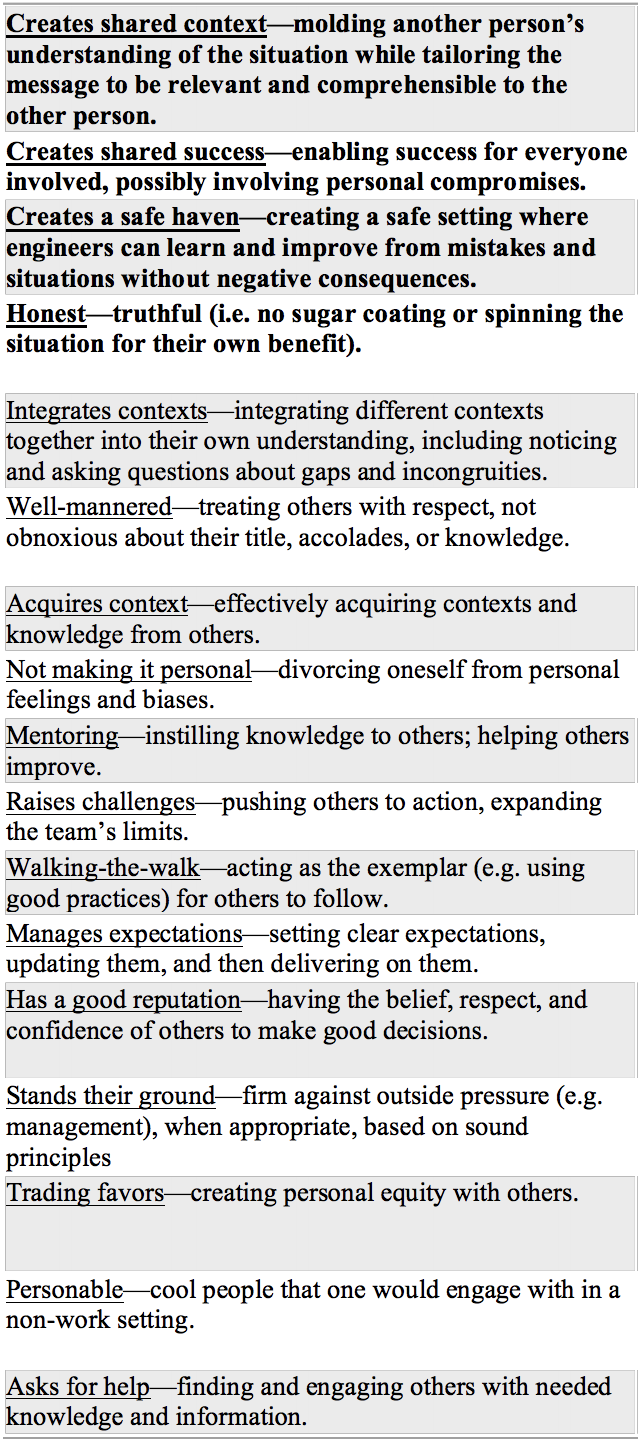 Creates shared context—molding another person's
understanding of the situation while tailoring the
message to be relevant and comprehensible to the
other person.
Creates shared success—enabling success for everyone
involved, possibly involving personal compromises.
Creates a safe haven—creating a safe setting where
engineers can learn and improve from mistakes and
situations without negative consequences.
Honest—truthful (i.e. no sugar coating or spinning the
situation for their own benefit).
Integrates contexts—integrating different contexts
together into their own understanding, including noticing
and asking questions about gaps and incongruities.
Well-mannered—treating others with respect, not
obnoxious about their title, accolades, or knowledge.
Acquires context—effectively acquiring contexts and
knowledge from others.
Not making it personal—divorcing oneself from personal
feelings and biases.
Mentoring—instilling knowledge to others; helping others
improve.
Raises challenges—pushing others to action, expanding
the team's limits.
Walking-the-walk—acting as the exemplar (e.g. using
good practices) for others to follow.
Manages expectations—setting clear expectations,
updating them, and then delivering on them.
Has a good reputation—having the belief, respect, and
confidence of others to make good decisions.
Stands their ground—firm against outside pressure (e.g.
management), when appropriate, based on sound
principles
Trading favors—creating personal equity with others.
Personable—cool people that one would engage with in a
non-work setting.
Asks for help—finding and engaging others with needed
knowledge and information.